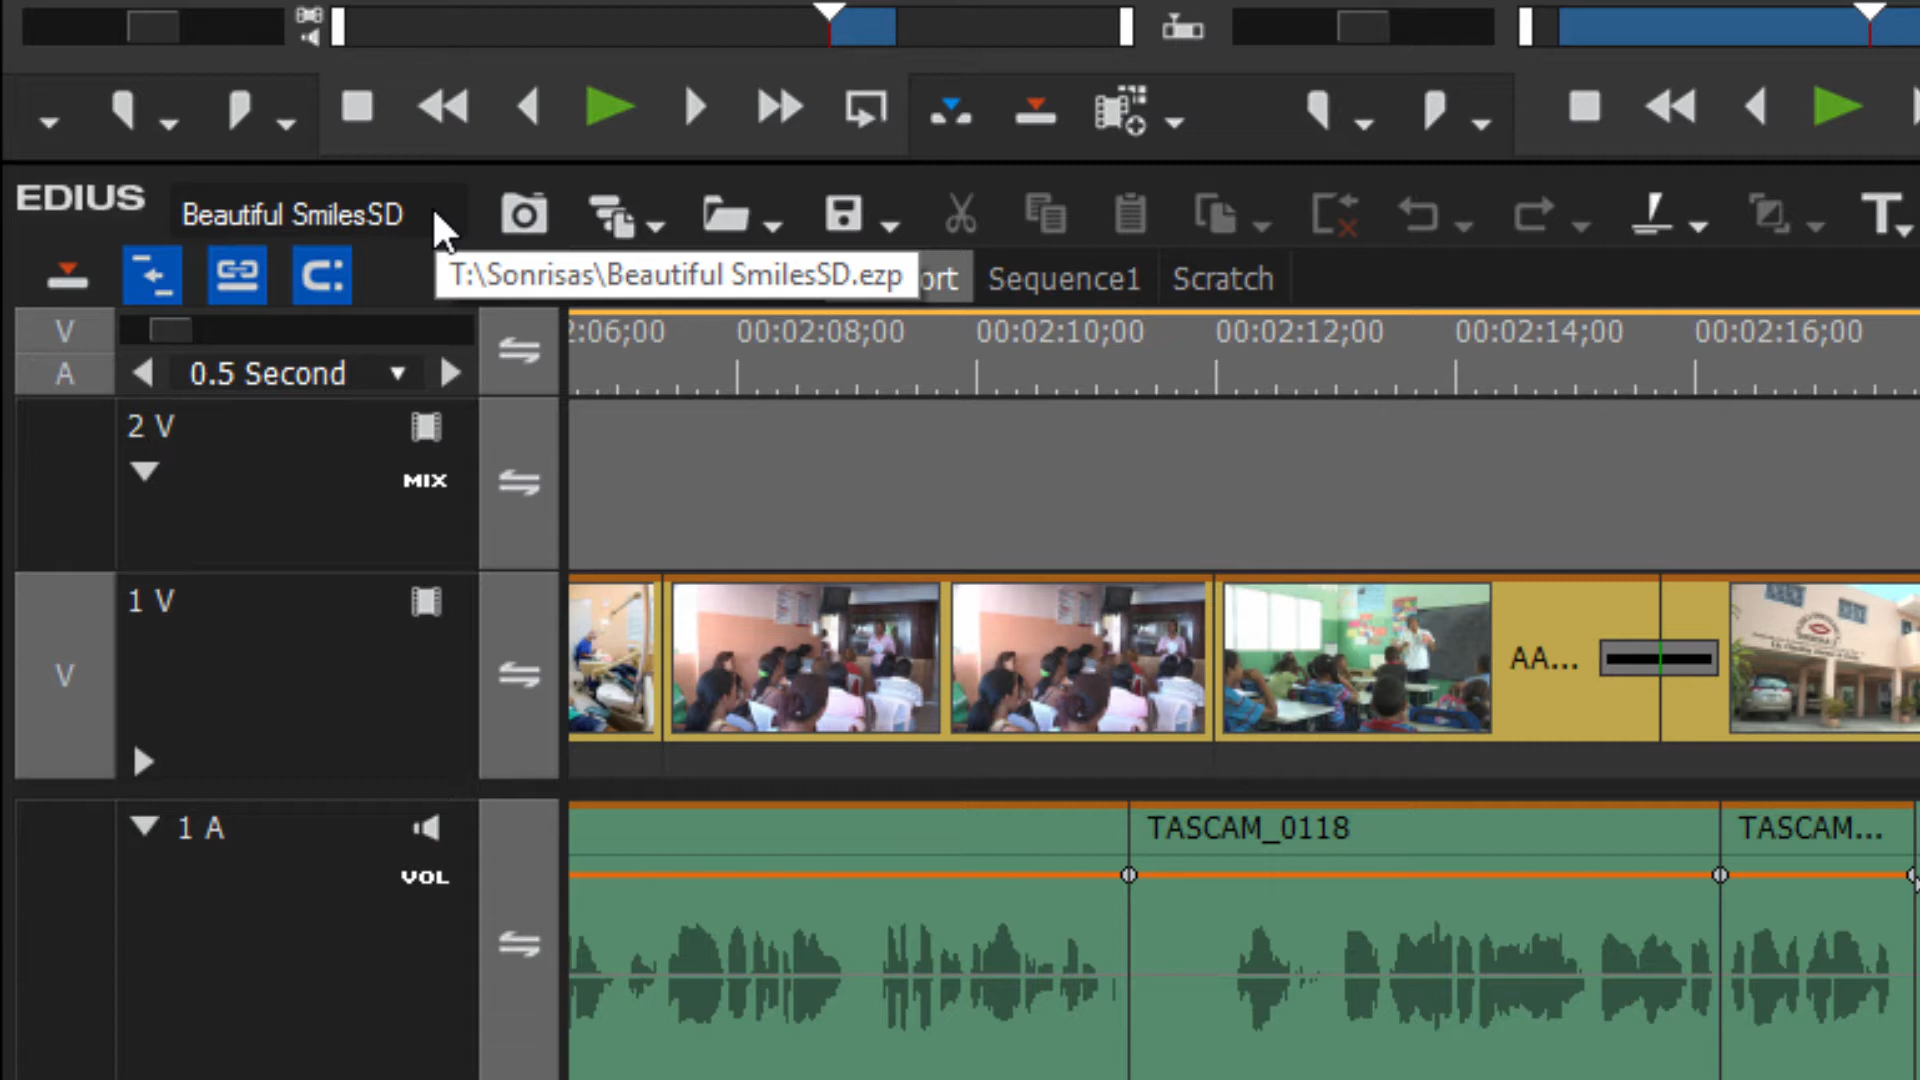 EDIUS
Beautiful SmilesSD
T:\Sonrisas\Beautiful SmilesSD.ezp
ort
Sequence1
Scratch
V
A
0.5 Second
2:06;00
00:02:08;00
00:02:10;00
00:02:12;00
00:02:14;00
00:02:16;00
2 V
MIX
1 V
V
AA...
1 A
VOL
TASCAM_0118
TASCAM...